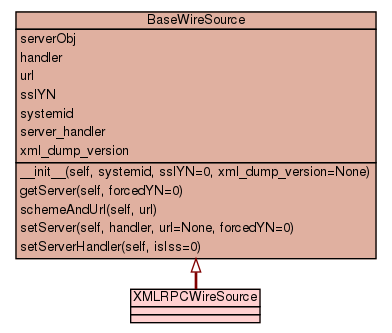 BaseWireSource
serverObj
handler
url
sslYN
systemid
server_handler
xml_dump_version
__init__(self, systemid, sslYN=0, xml_dump_version=None)
getServer(self, forcedYN=0)
schemeAndUrl(self, url)
setServer(self, handler, url=None, forcedYN=0)
setServerHandler(self, isIss=0)
XMLRPCWireSource